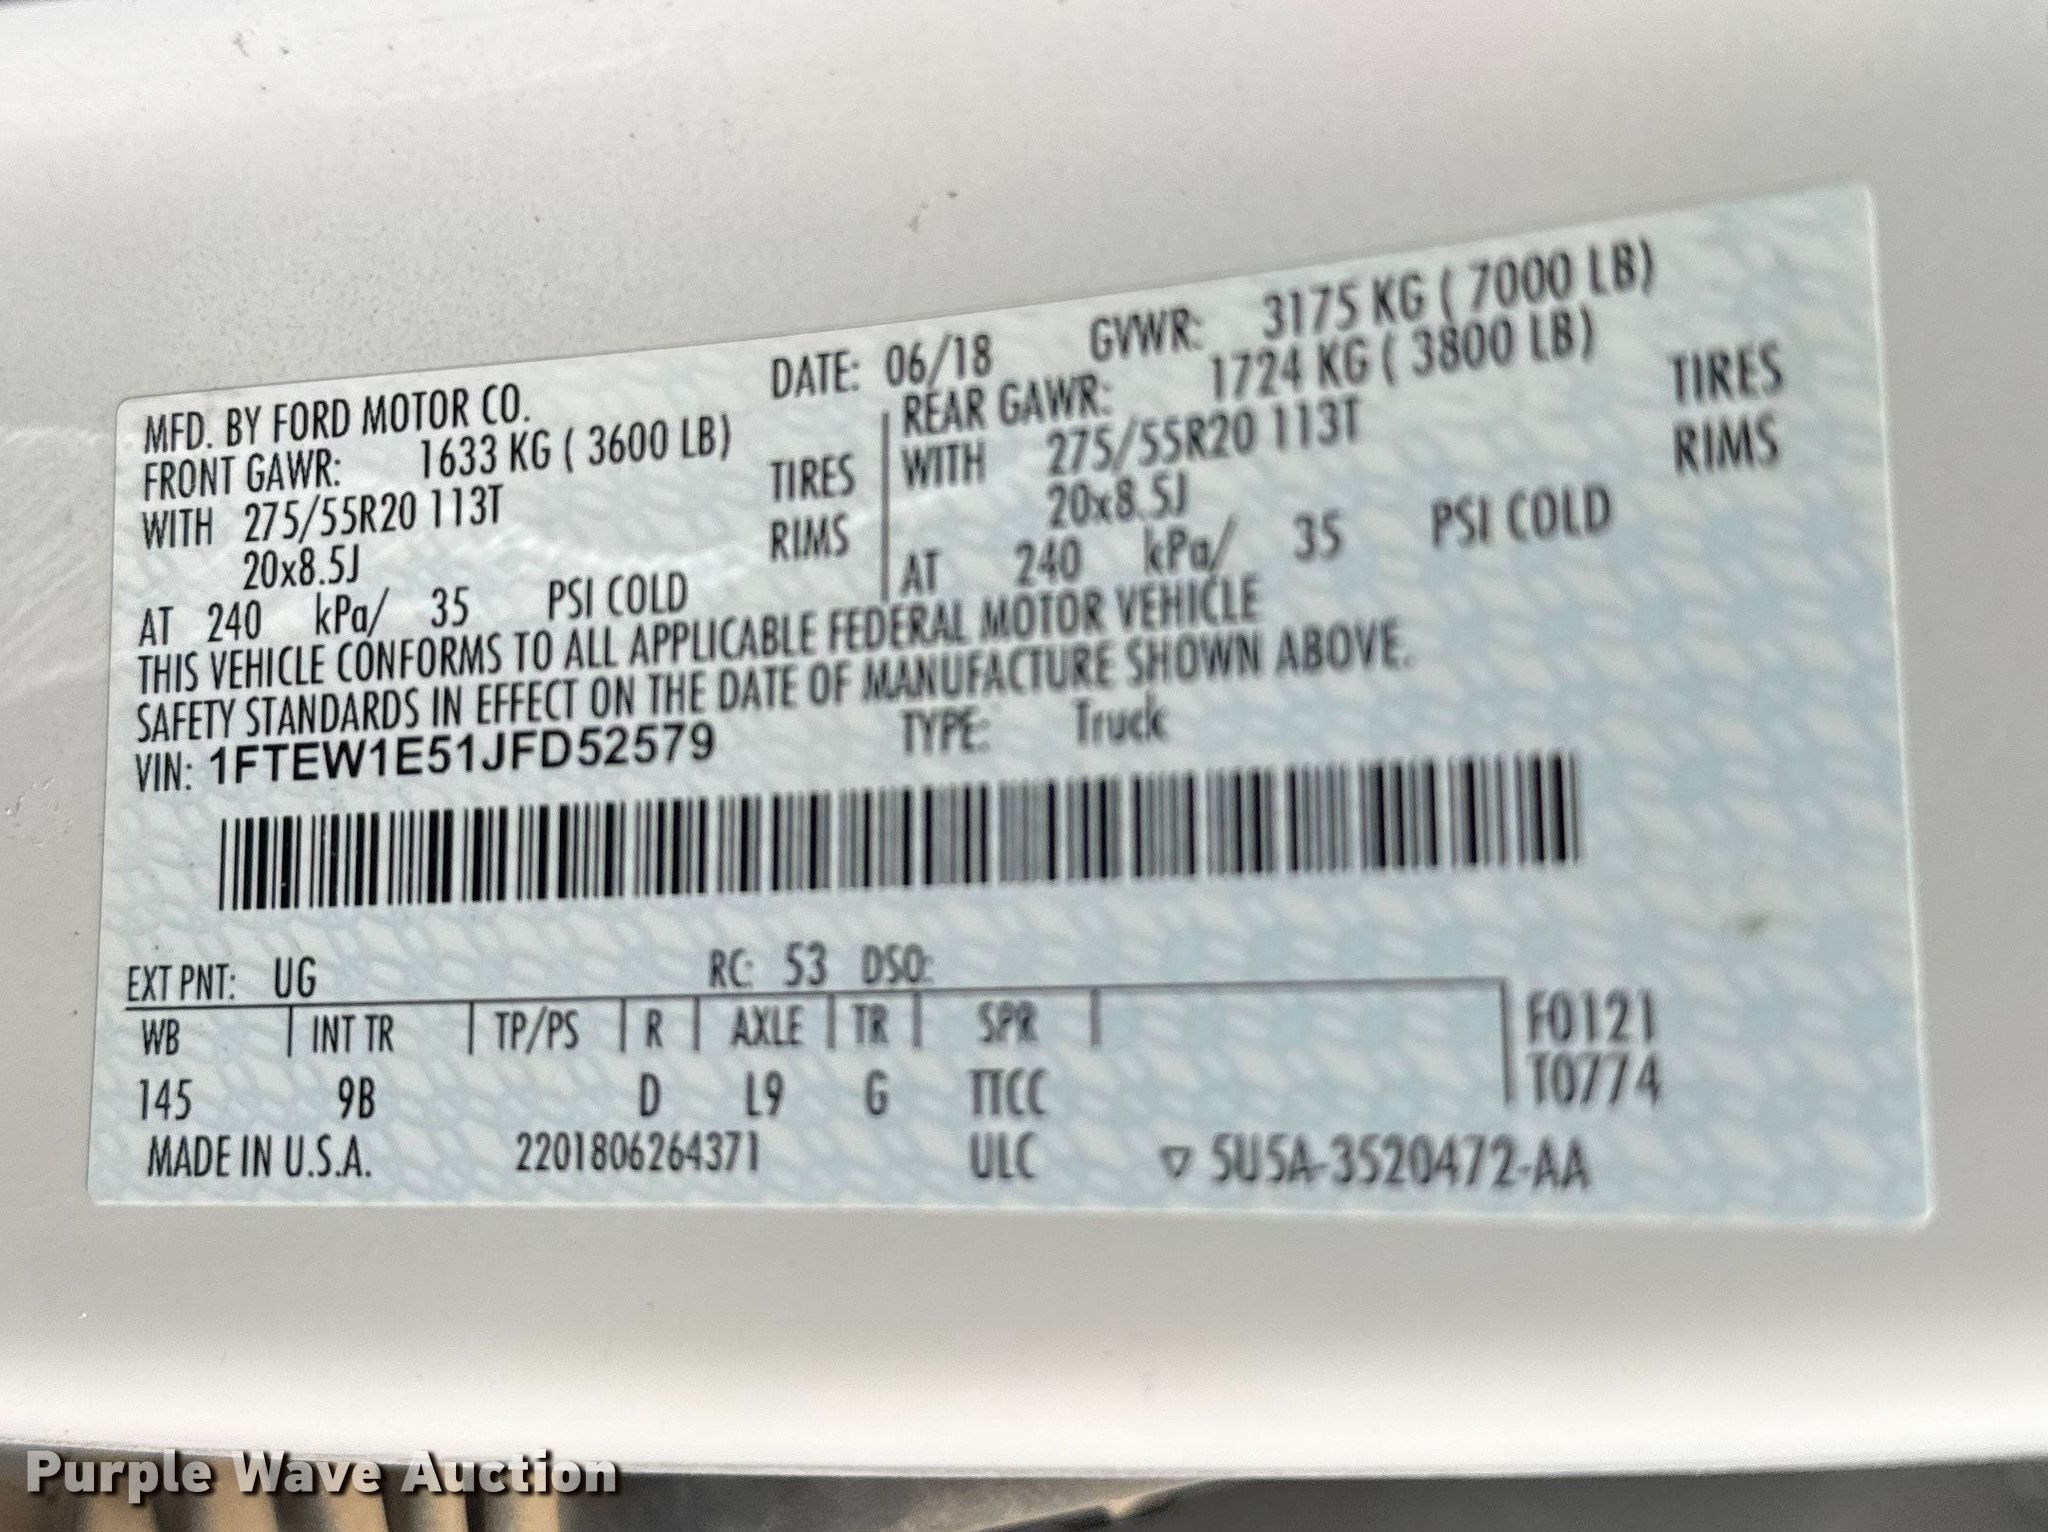 MFD. BY FORD MOTOR CO. DATE: 06/18 GVWR: 3175 KG ( 7000 LB)
FRONT GAWR: 1633 KG ( 3600 LB) REAR GAWR: 1724 KG ( 3800 LB)
WITH 275/55R20 113T TIRES WITH 275/55R20 113T TIRES
20x8.5J RIMS 20x8.5J RIMS
AT 240 kPa/ 35 PSI COLD AT 240 kPa/ 35 PSI COLD
THIS VEHICLE CONFORMS TO ALL APPLICABLE FEDERAL MOTOR VEHICLE
SAFETY STANDARDS IN EFFECT ON THE DATE OF MANUFACTURE SHOWN ABOVE.
VIN: 1FTEW1E51JFD52579 TYPE: Truck
EXT PNT: UG RC: 53 DSO:
WB INT TR TP/PS R AXLE TR SPR F0121
T0774
145 9B D L9 G TTCC
MADE IN U.S.A. 2201806264371 ULC ▽ 5U5A-3520472-AA
Purple Wave Auction